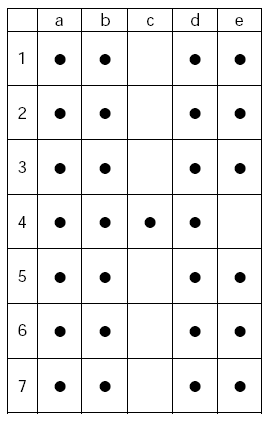 a b c d e
1 ● ● ● ●
2 ● ● ● ●
3 ● ● ● ●
4 ● ● ● ●
5 ● ● ● ●
6 ● ● ● ●
7 ● ● ● ●